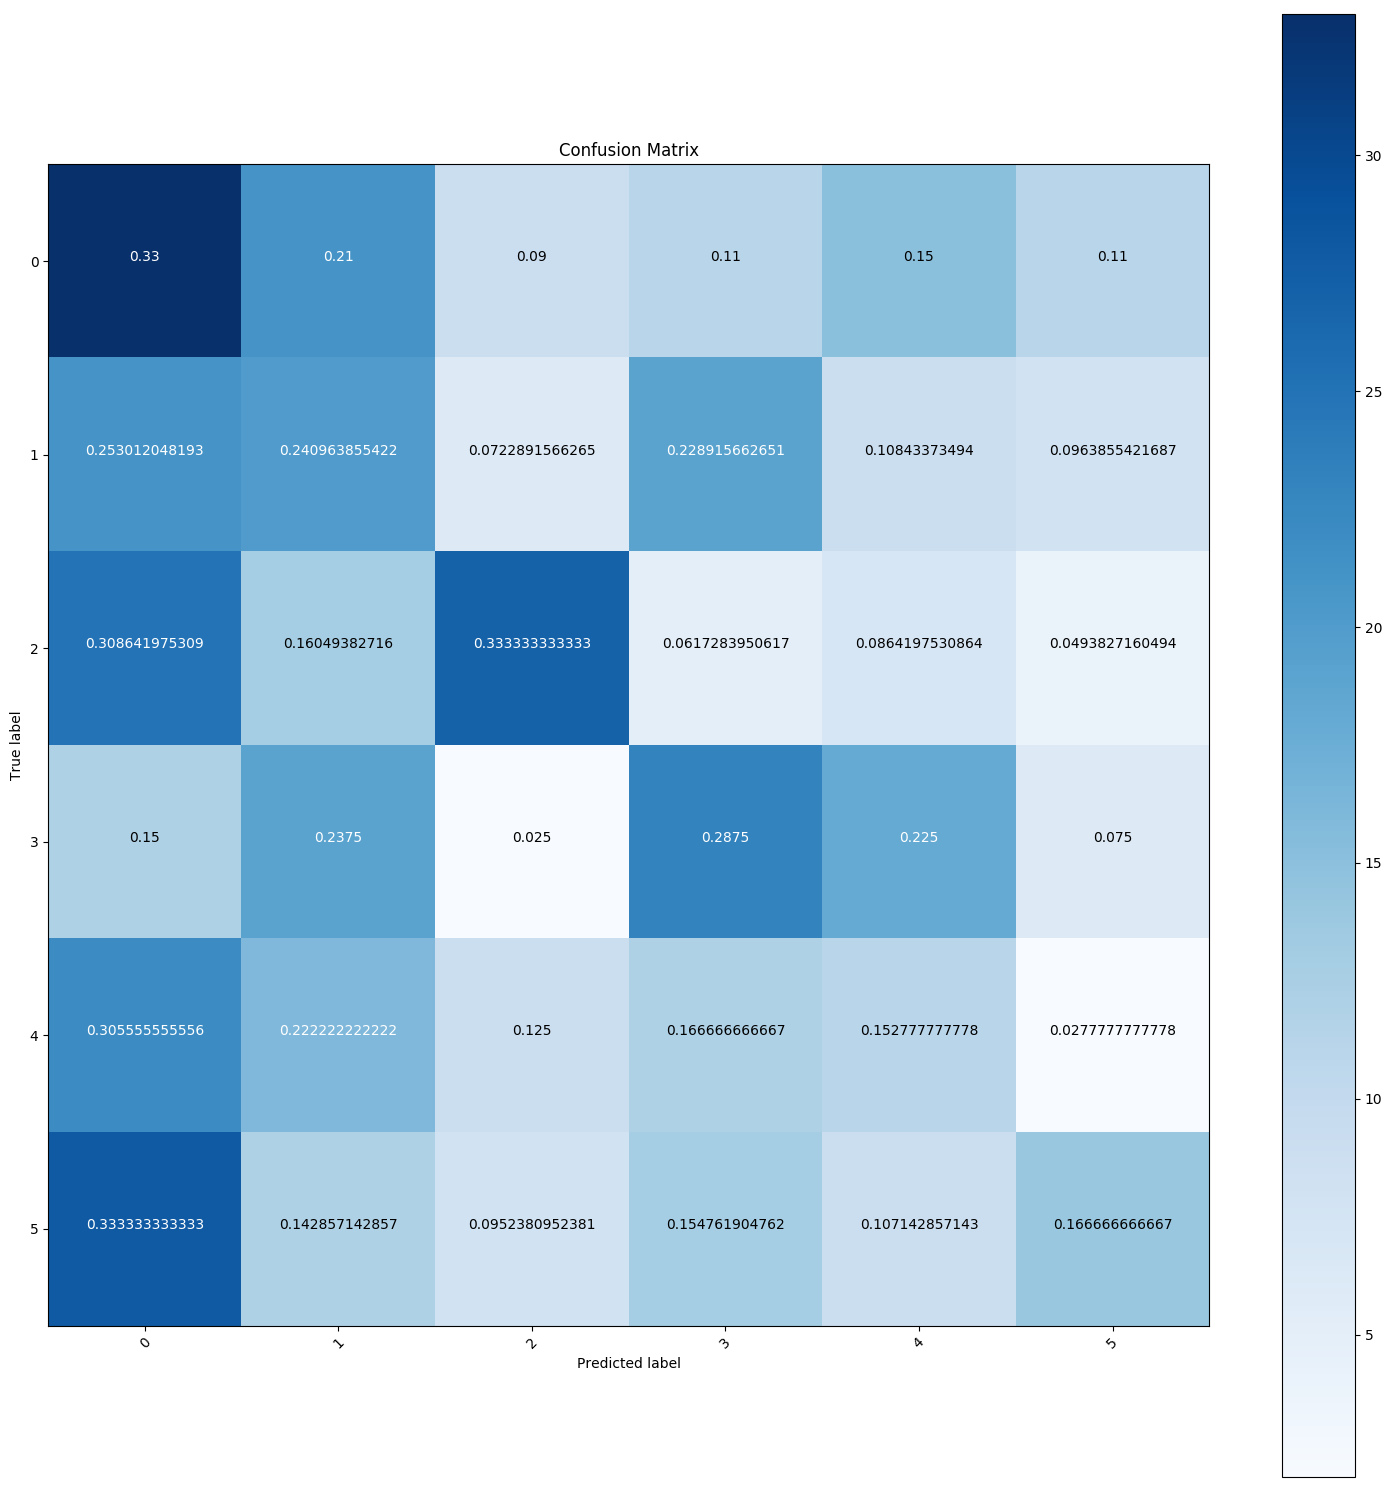 Confusion Matrix
0.33 0.21 0.09 0.11 0.15 0.11
0
0.253012048193 0.240963855422 0.0722891566265 0.228915662651 0.10843373494 0.0963855421687
1
0.308641975309 0.16049382716 0.333333333333 0.0617283950617 0.0864197530864 0.0493827160494
2
0.15 0.2375 0.025 0.2875 0.225 0.075
3
0.305555555556 0.222222222222 0.125 0.166666666667 0.152777777778 0.0277777777778
4
0.333333333333 0.142857142857 0.0952380952381 0.154761904762 0.107142857143 0.166666666667
5
True label
0 1 2 3 4 5
Predicted label
30
25
20
15
10
5